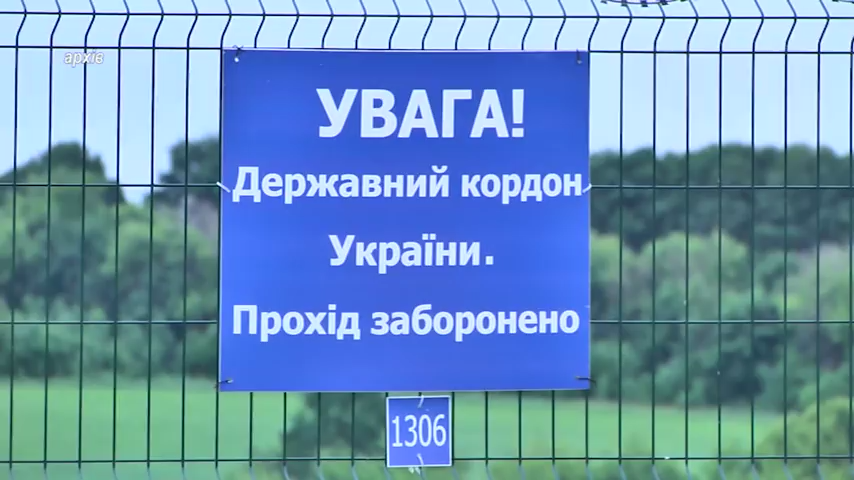 архів
УВАГА!
Державний кордон
України.
Прохід заборонено
1306